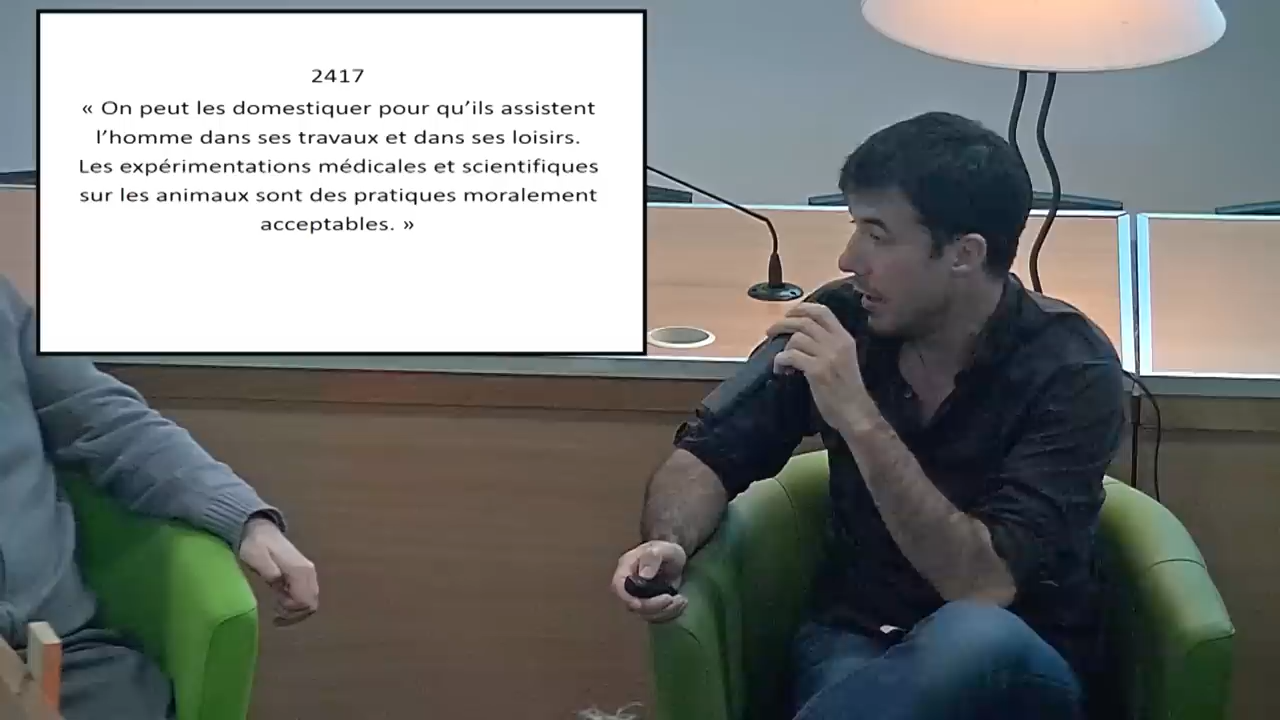 2417
« On peut les domestiquer pour qu’ils assistent
l’homme dans ses travaux et dans ses loisirs.
Les expérimentations médicales et scientifiques
sur les animaux sont des pratiques moralement
acceptables. »